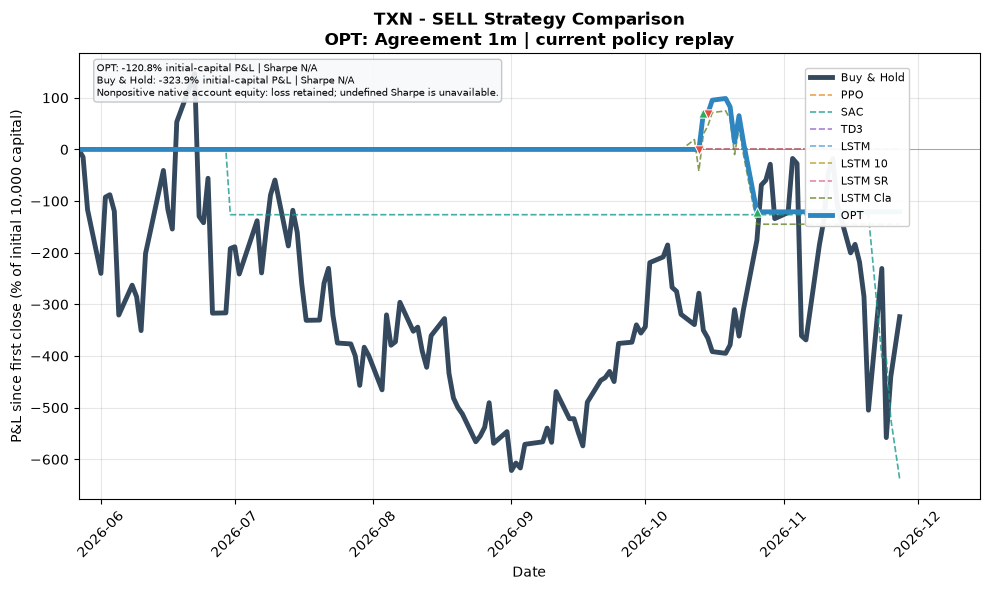 TXN - SELL Strategy Comparison
OPT: Agreement 1m | current policy replay
OPT: -120.8% initial-capital P&L | Sharpe N/A
Buy & Hold: -323.9% initial-capital P&L | Sharpe N/A
Nonpositive native account equity: loss retained; undefined Sharpe is unavailable.
Buy & Hold
PPO
SAC
TD3
LSTM
LSTM 10
LSTM SR
LSTM Cla
OPT
P&L since first close (% of initial 10,000 capital)
100
0
−100
−200
−300
−400
−500
−600
2026-06
2026-07
2026-08
2026-09
2026-10
2026-11
2026-12
Date